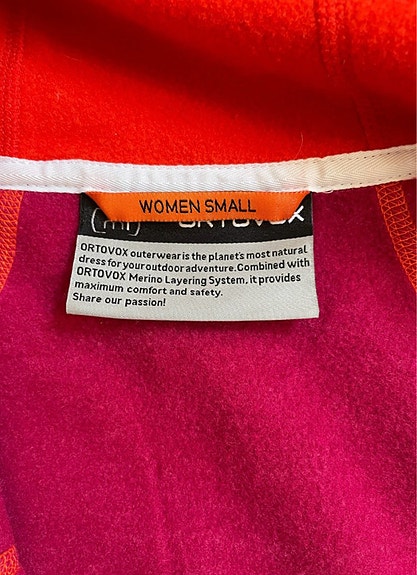 WOMEN SMALL
ORTOVOX
ORTOVOX outerwear is the planet's most natural
dress for your outdoor adventure. Combined with
ORTOVOX Merino Layering System, it provides
maximum comfort and safety.
Share our passion!